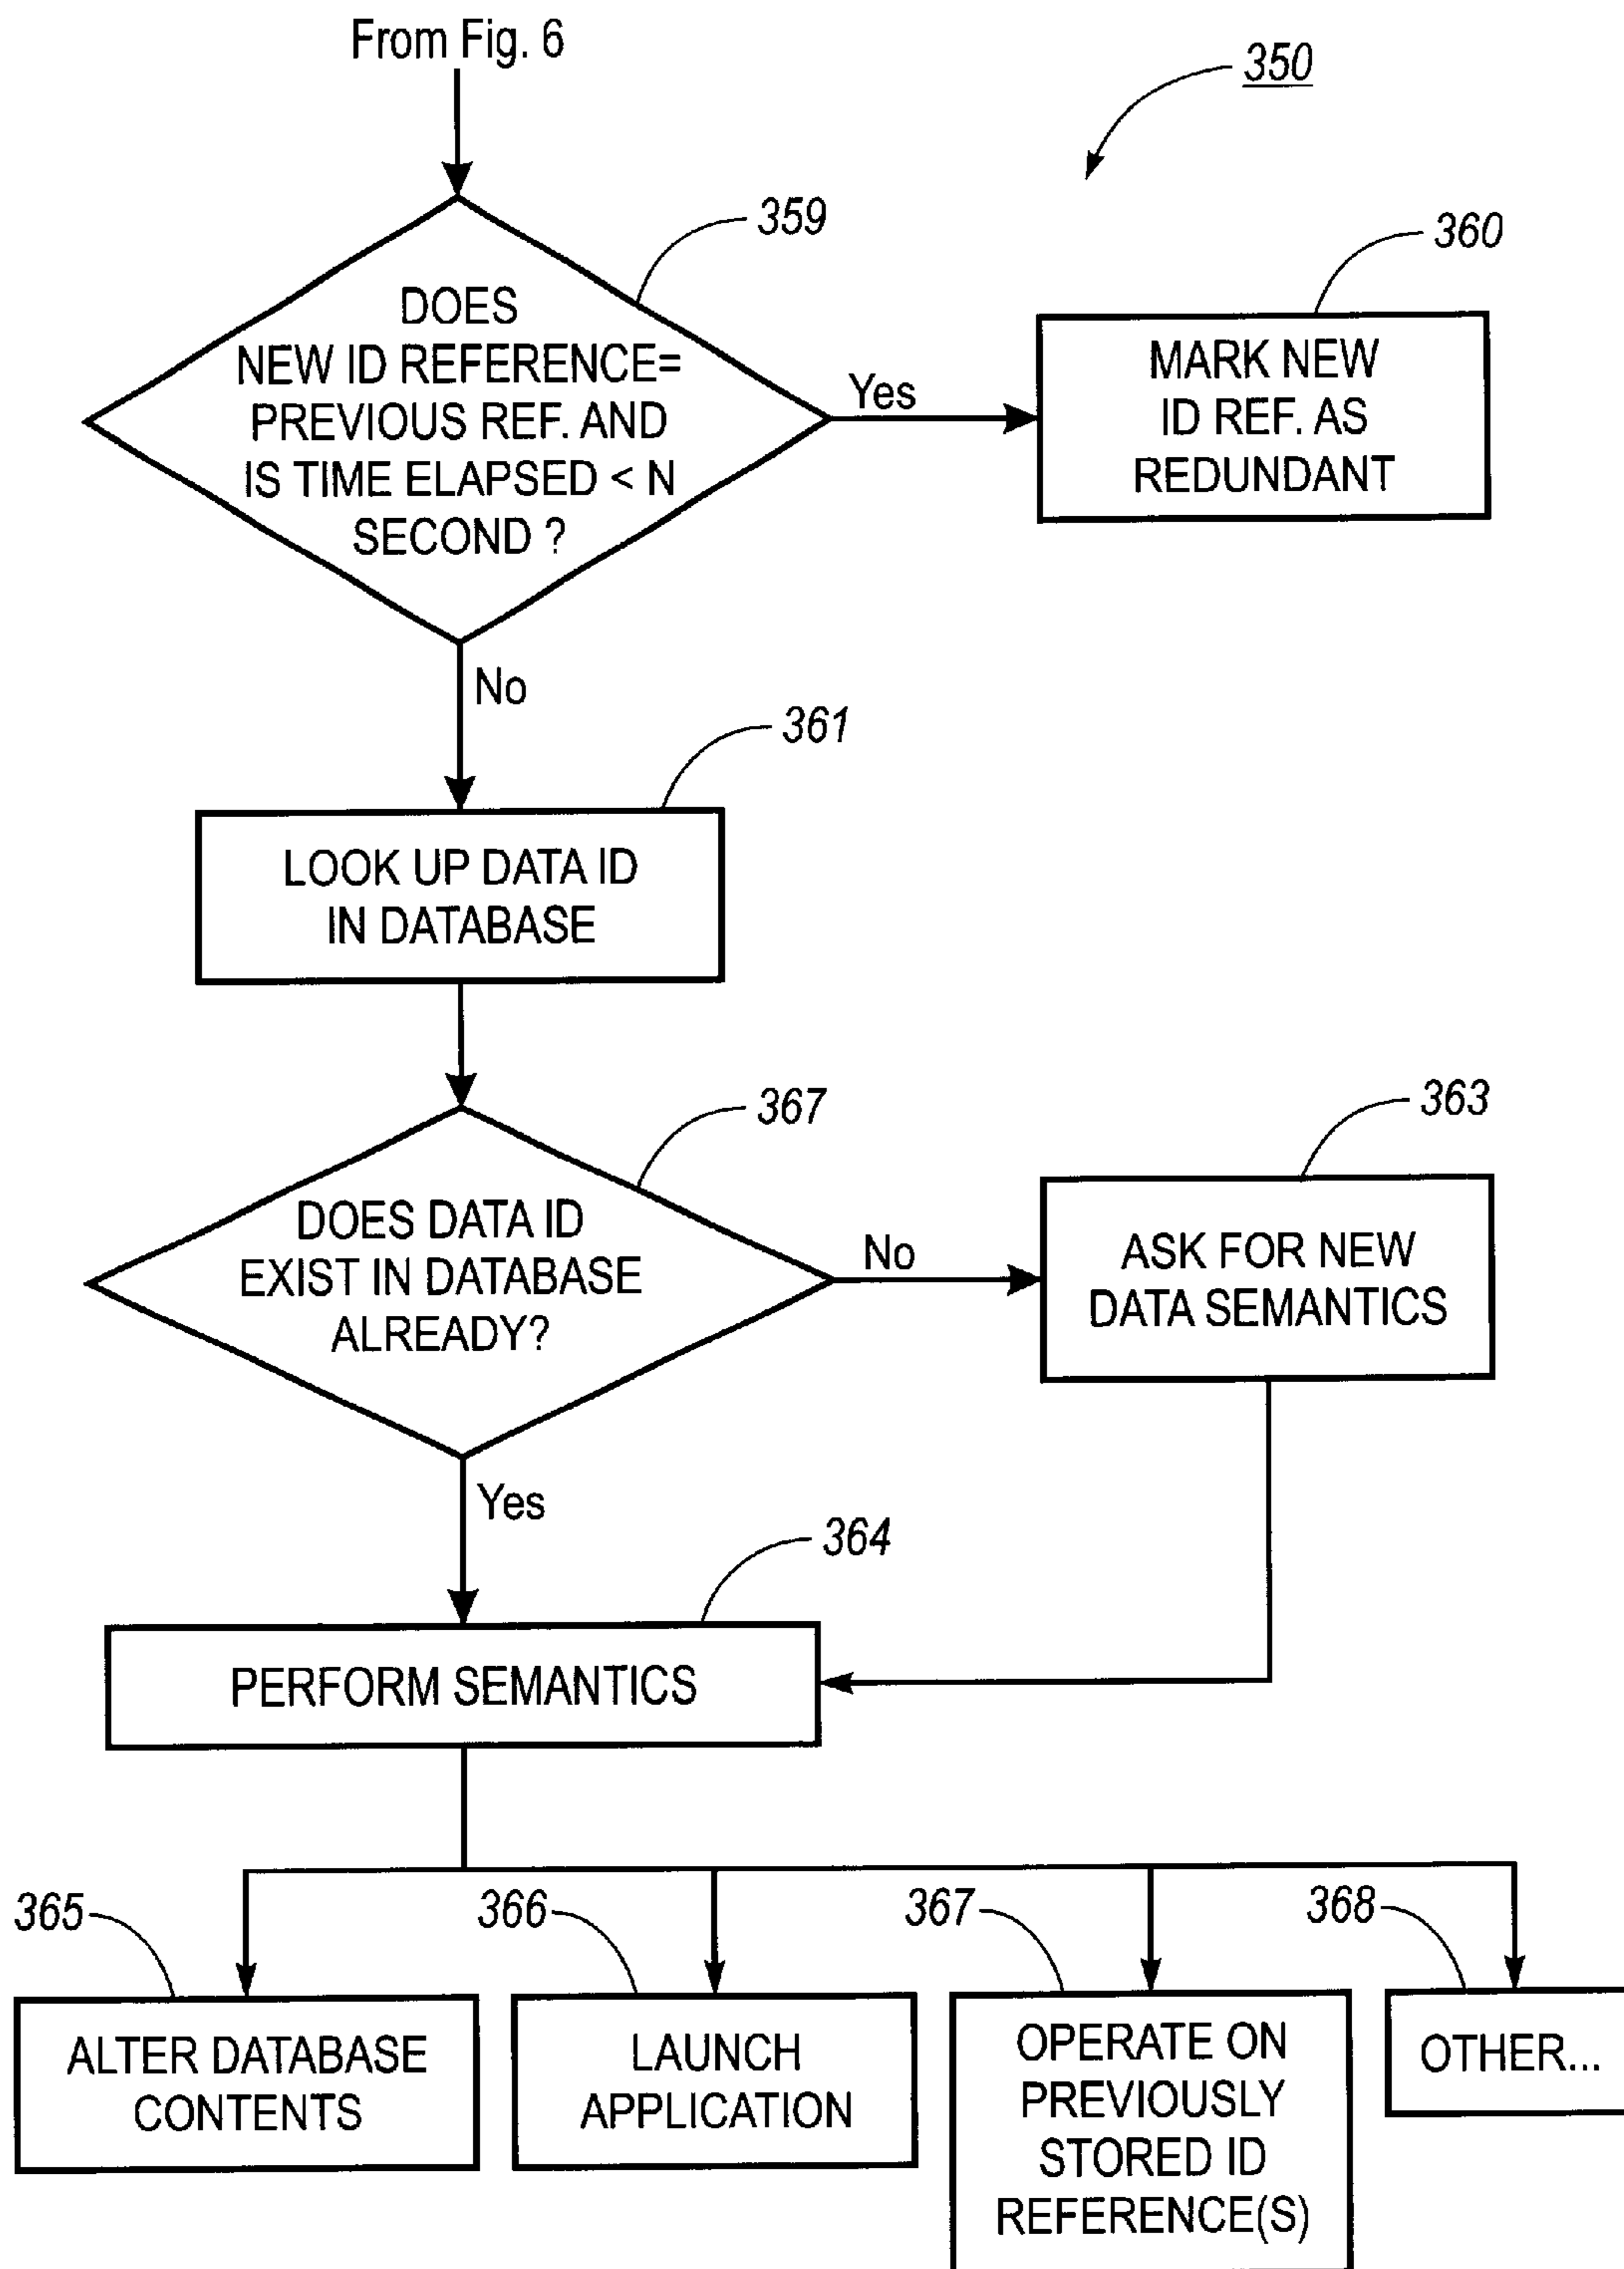 From Fig. 6
350
359
DOES
NEW ID REFERENCE=
PREVIOUS REF. AND
IS TIME ELAPSED < N
SECOND ?
Yes
360
MARK NEW
ID REF. AS
REDUNDANT
No
361
LOOK UP DATA ID
IN DATABASE
367
DOES DATA ID
EXIST IN DATABASE
ALREADY?
No
363
ASK FOR NEW
DATA SEMANTICS
Yes
364
PERFORM SEMANTICS
365
ALTER DATABASE
CONTENTS
366
LAUNCH
APPLICATION
367
OPERATE ON
PREVIOUSLY
STORED ID
REFERENCE(S)
368
OTHER...